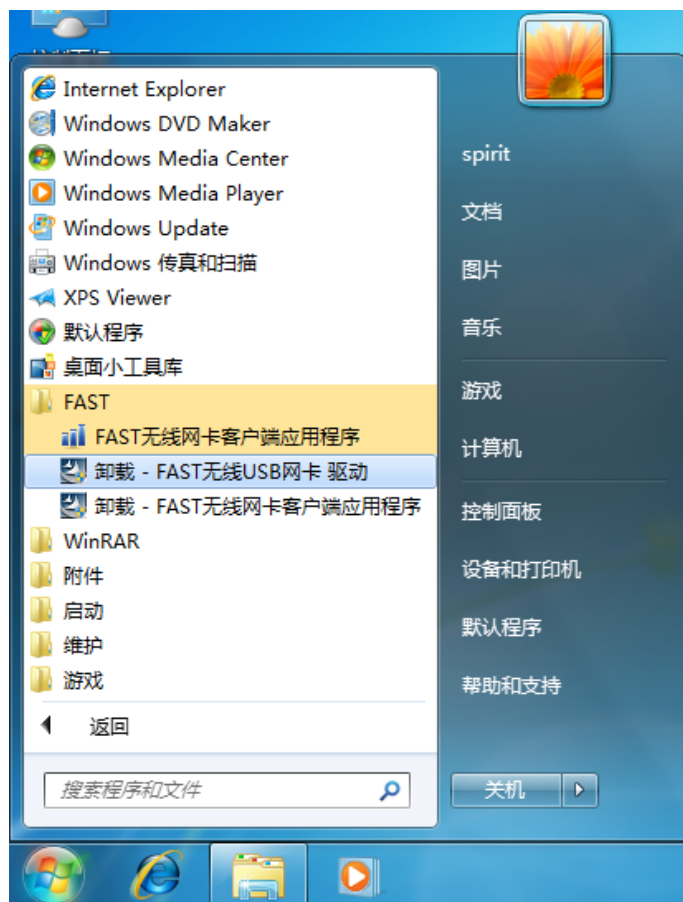 控制面板
Internet Explorer
Windows DVD Maker
Windows Media Center
Windows Media Player
Windows Update
Windows 传真和扫描
XPS Viewer
默认程序
桌面小工具库
FAST
FAST无线网卡客户端应用程序
卸载 - FAST无线USB网卡 驱动
卸载 - FAST无线网卡客户端应用程序
WinRAR
附件
启动
维护
游戏
返回
搜索程序和文件
spirit
文档
图片
音乐
游戏
计算机
控制面板
设备和打印机
默认程序
帮助和支持
关机